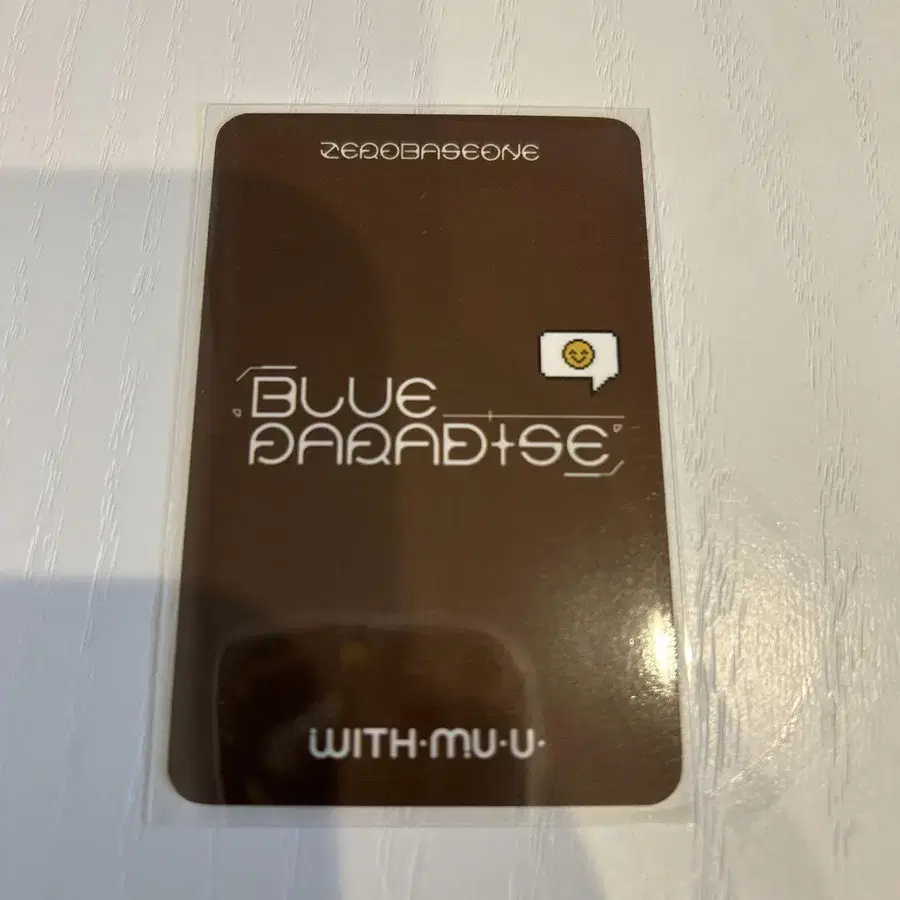 ZEROBASEONE
BLUE
PARADISE
WITH·MU·U·